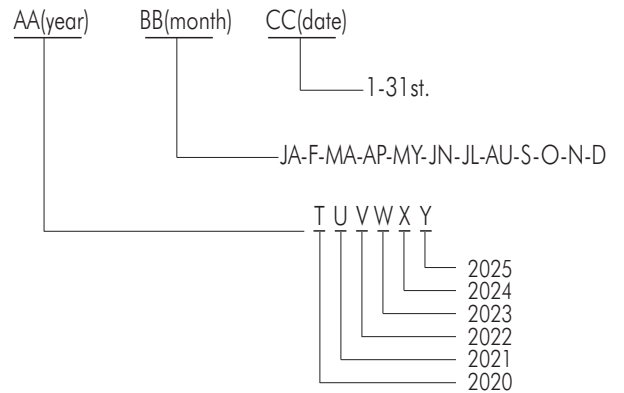 AA(year) BB(month) CC(date)
1-31st.
JA-F-MA-AP-MY-JN-JL-AU-S-O-N-D
T U V W X Y
2025
2024
2023
2022
2021
2020